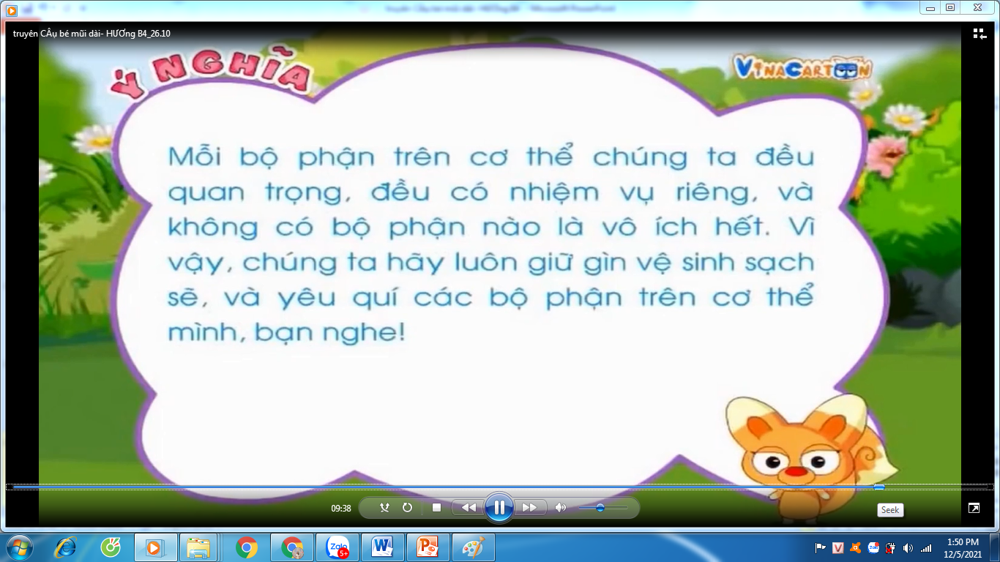 truyên CÂụ bé mũi dài- HƯƠng B4_26.10
Ý NGHĨA
VINACARTOON
Mỗi bộ phận trên cơ thể chúng ta đều
quan trọng, đều có nhiệm vụ riêng, và
không có bộ phận nào là vô ích hết. Vì
vậy, chúng ta hãy luôn giữ gìn vệ sinh sạch
sẽ, và yêu quí các bộ phận trên cơ thể
mình, bạn nghe!
09:38
Seek
Zalo
5+
1:50 PM
12/5/2021